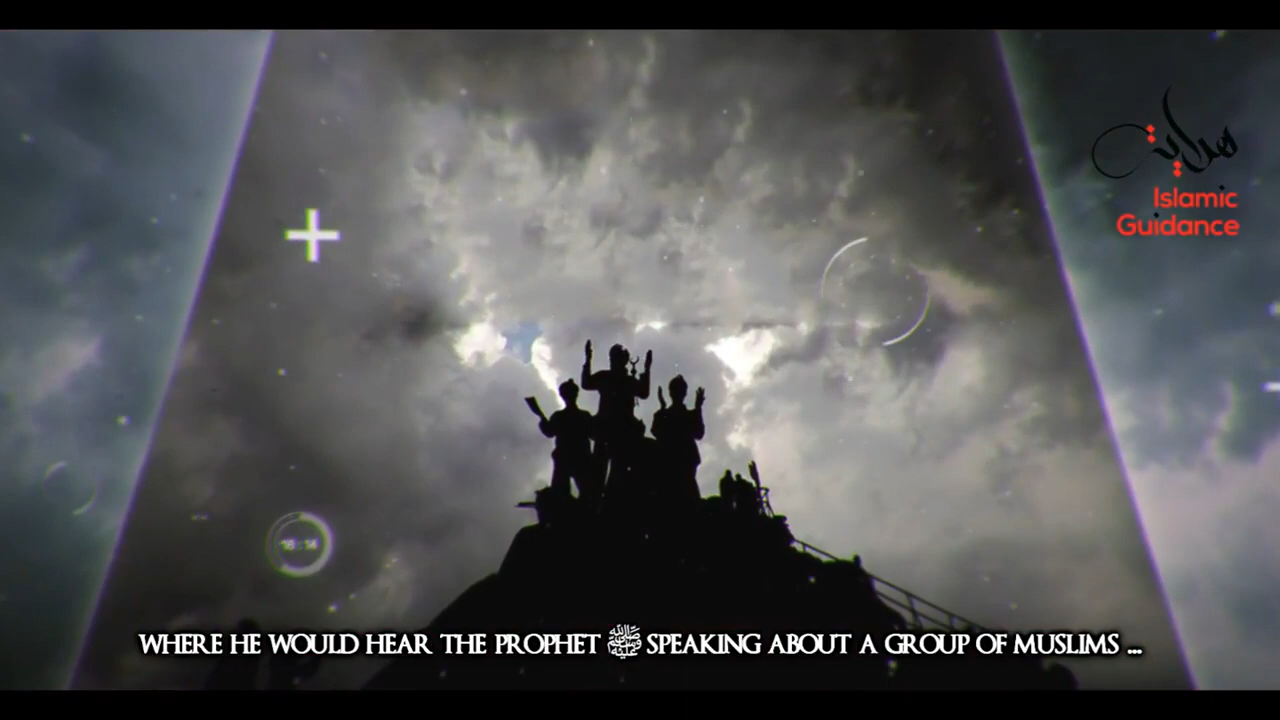 هداية
Islamic
Guidance
WHERE HE WOULD HEAR THE PROPHET ﷺ SPEAKING ABOUT A GROUP OF MUSLIMS ...